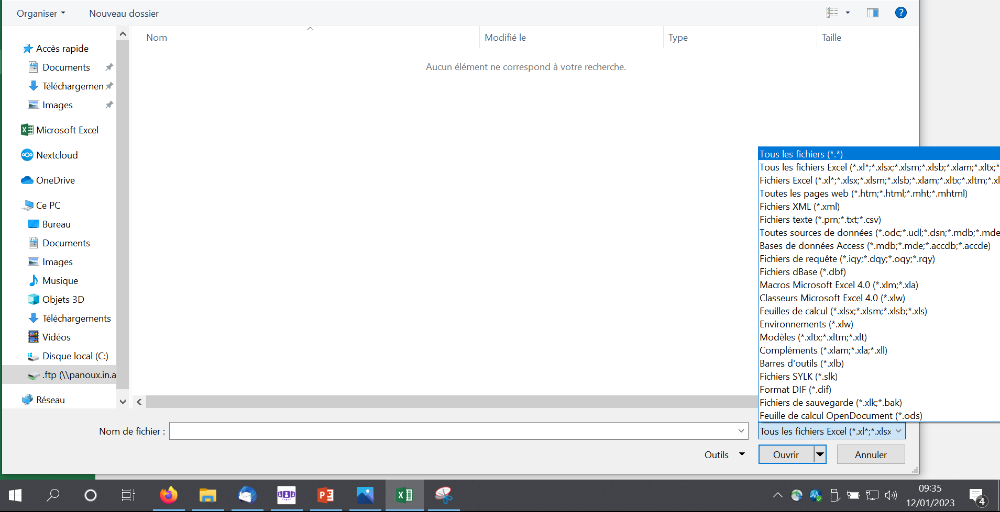 Organiser
Nouveau dossier
?
Nom
Modifié le
Type
Taille
Aucun élément ne correspond à votre recherche.
Accès rapide
Documents
Téléchargemen
Images
Microsoft Excel
Nextcloud
OneDrive
Ce PC
Bureau
Documents
Images
Musique
Objets 3D
Téléchargements
Vidéos
Disque local (C:)
.ftp (\\panoux.in.a
Réseau
Tous les fichiers (*.*)
Tous les fichiers Excel (*.xl*;*.xlsx;*.xlsm;*.xlsb;*.xlam;*.xltx;*
Fichiers Excel (*.xl*;*.xlsx;*.xlsm;*.xlsb;*.xlam;*.xltx;*.xltm;*.xl
Toutes les pages web (*.htm;*.html;*.mht;*.mhtml)
Fichiers XML (*.xml)
Fichiers texte (*.prn;*.txt;*.csv)
Toutes sources de données (*.odc;*.udl;*.dsn;*.mdb;*.mde
Bases de données Access (*.mdb;*.mde;*.accdb;*.accde)
Fichiers de requête (*.iqy;*.dqy;*.oqy;*.rqy)
Fichiers dBase (*.dbf)
Macros Microsoft Excel 4.0 (*.xlm;*.xla)
Classeurs Microsoft Excel 4.0 (*.xlw)
Feuilles de calcul (*.xlsx;*.xlsm;*.xlsb;*.xls)
Environnements (*.xlw)
Modèles (*.xltx;*.xltm;*.xlt)
Compléments (*.xlam;*.xla;*.xll)
Barres d'outils (*.xlb)
Fichiers SYLK (*.slk)
Format DIF (*.dif)
Fichiers de sauvegarde (*.xlk;*.bak)
Feuille de calcul OpenDocument (*.ods)
Nom de fichier :
Tous les fichiers Excel (*.xl*;*.xlsx
Outils
Ouvrir
Annuler
09:35
12/01/2023
4